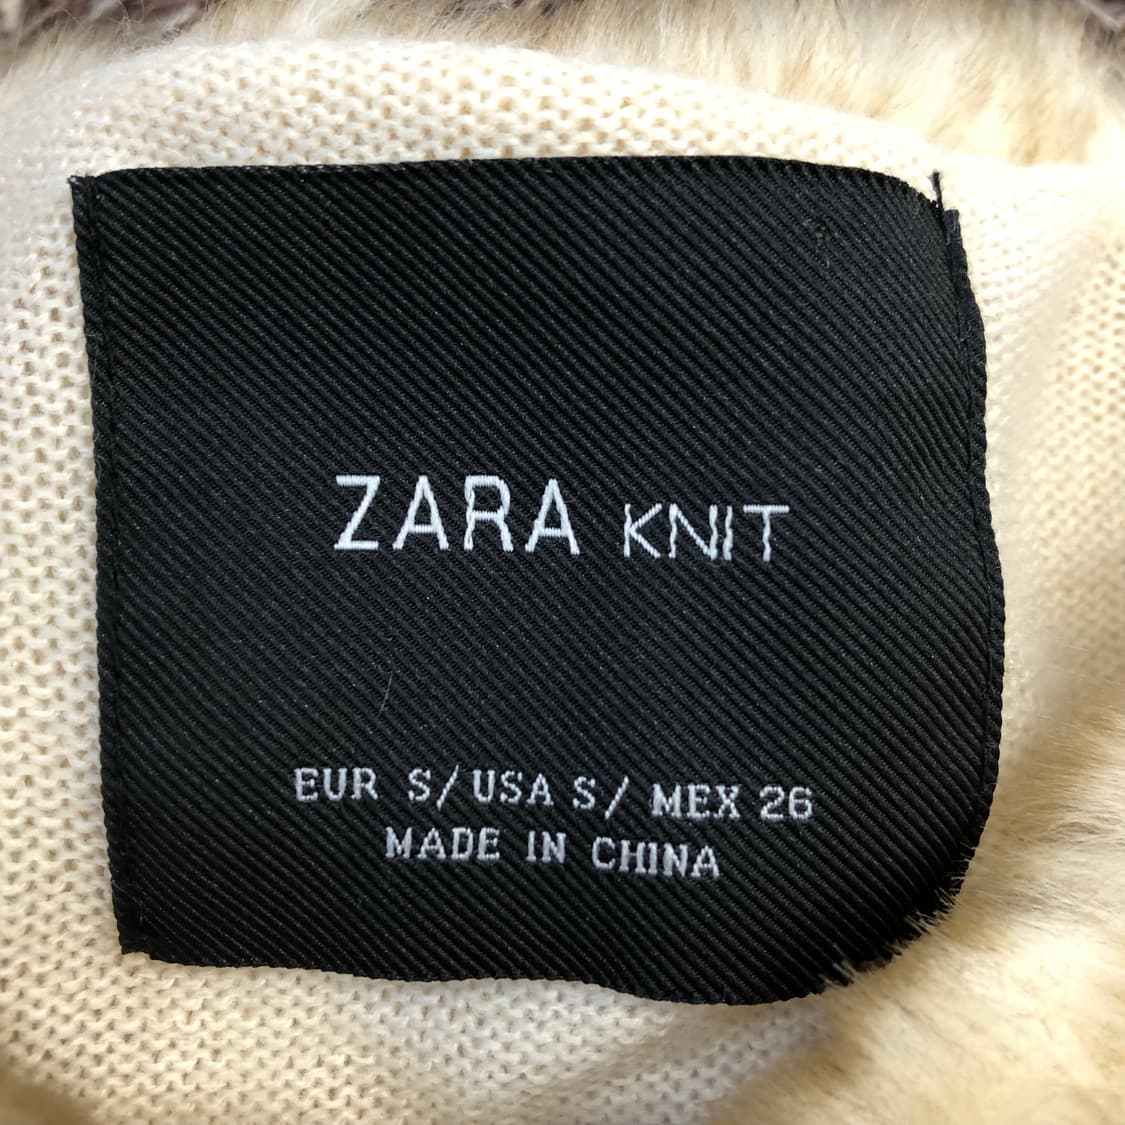 ZARA KNIT
EUR S/USA S/ MEX 26
MADE IN CHINA